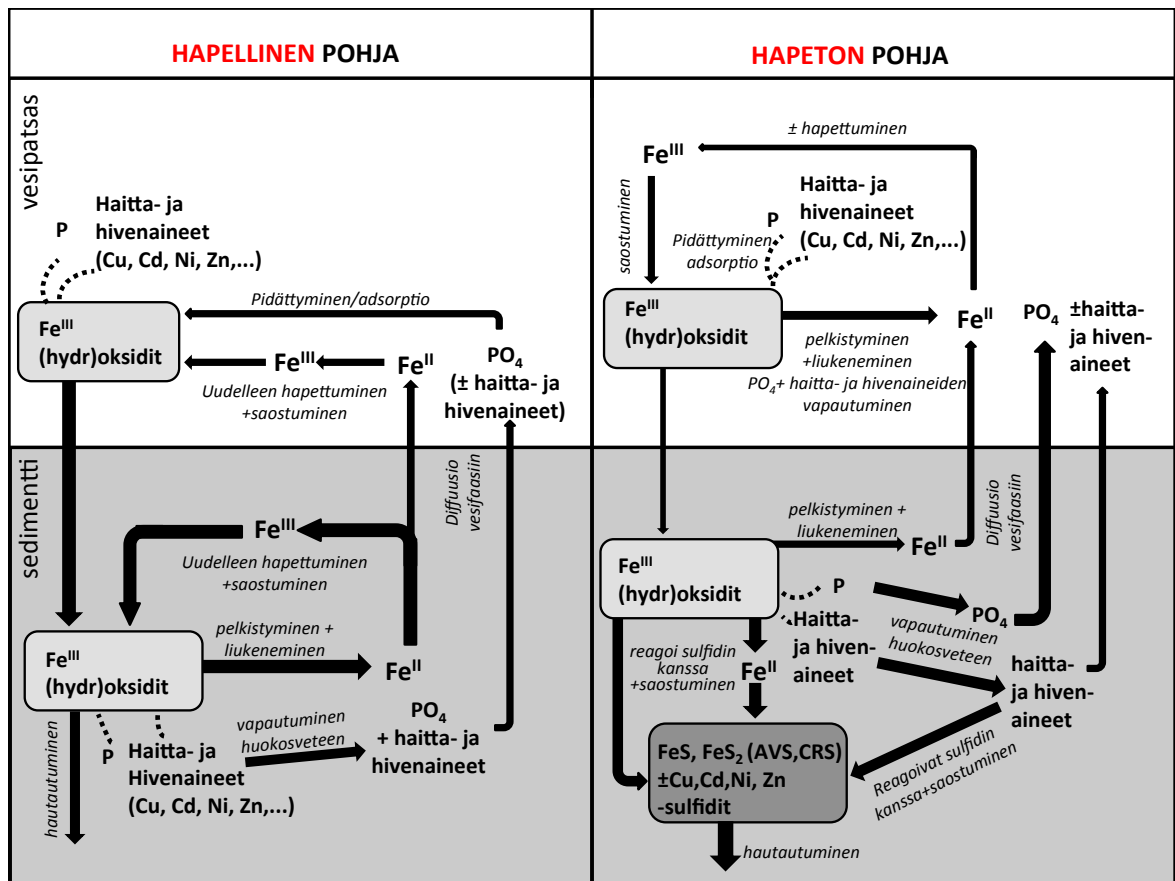 HAPELLINEN POHJA
vesipatsas
P
Haitta- ja
hivenaineet
(Cu, Cd, Ni, Zn,...)
Pidättyminen/adsorptio
Fe^III
(hydr)oksidit
Fe^III
Fe^II
Uudelleen hapettuminen
+saostuminen
PO₄
(± haitta- ja
hivenaineet)
sedimentti
Diffuusio
vesifaasiin
Fe^III
Uudelleen hapettuminen
+saostuminen
Fe^III
(hydr)oksidit
pelkistyminen +
liukeneminen
Fe^II
hautautuminen
P
Haitta- ja
Hivenaineet
(Cu, Cd, Ni, Zn,...)
vapautuminen
huokosveteen
PO₄
+ haitta- ja
hivenaineet
HAPETON POHJA
± hapettuminen
Fe^III
saostuminen
P
Haitta- ja
hivenaineet
(Cu, Cd, Ni, Zn,...)
Pidättyminen
adsorptio
Fe^III
(hydr)oksidit
Fe^II
pelkistyminen
+liukeneminen
PO₄+ haitta- ja hivenaineiden
vapautuminen
PO₄
±haitta-
ja hiven-
aineet
Diffuusio
vesifaasiin
pelkistyminen +
liukeneminen
Fe^II
Fe^III
(hydr)oksidit
P
Haitta-
ja hiven-
aineet
PO₄
vapautuminen
huokosveteen
reagoi sulfidin
kanssa
+saostuminen
Fe^II
haitta-
ja hiven-
aineet
Reagoivat sulfidin
kanssa+saostuminen
FeS, FeS₂ (AVS,CRS)
±Cu,Cd,Ni, Zn
-sulfidit
hautautuminen